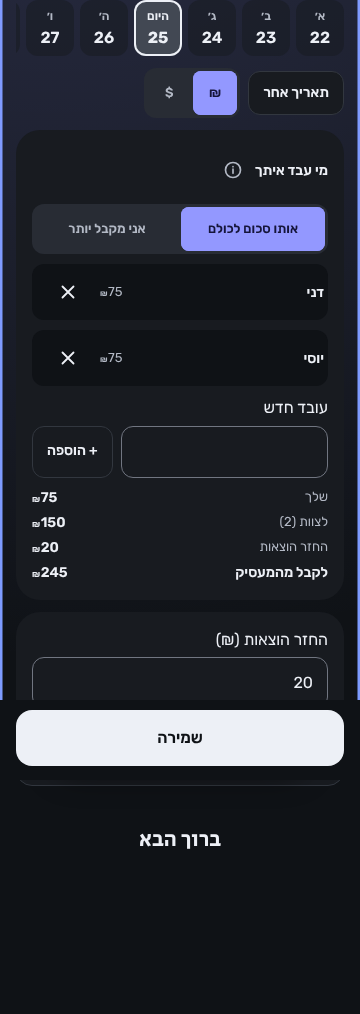 א׳ ב׳ ג׳ היום ה׳ ו׳
22 23 24 25 26 27
תאריך אחר ₪ $
מי עבד איתך
אותו סכום לכולם אני מקבל יותר
דני ₪75
יוסי ₪75
עובד חדש
+ הוספה
שלך ₪75
לצוות (2) ₪150
החזר הוצאות ₪20
לקבל מהמעסיק ₪245
החזר הוצאות (₪)
20
שמירה
ברוך הבא